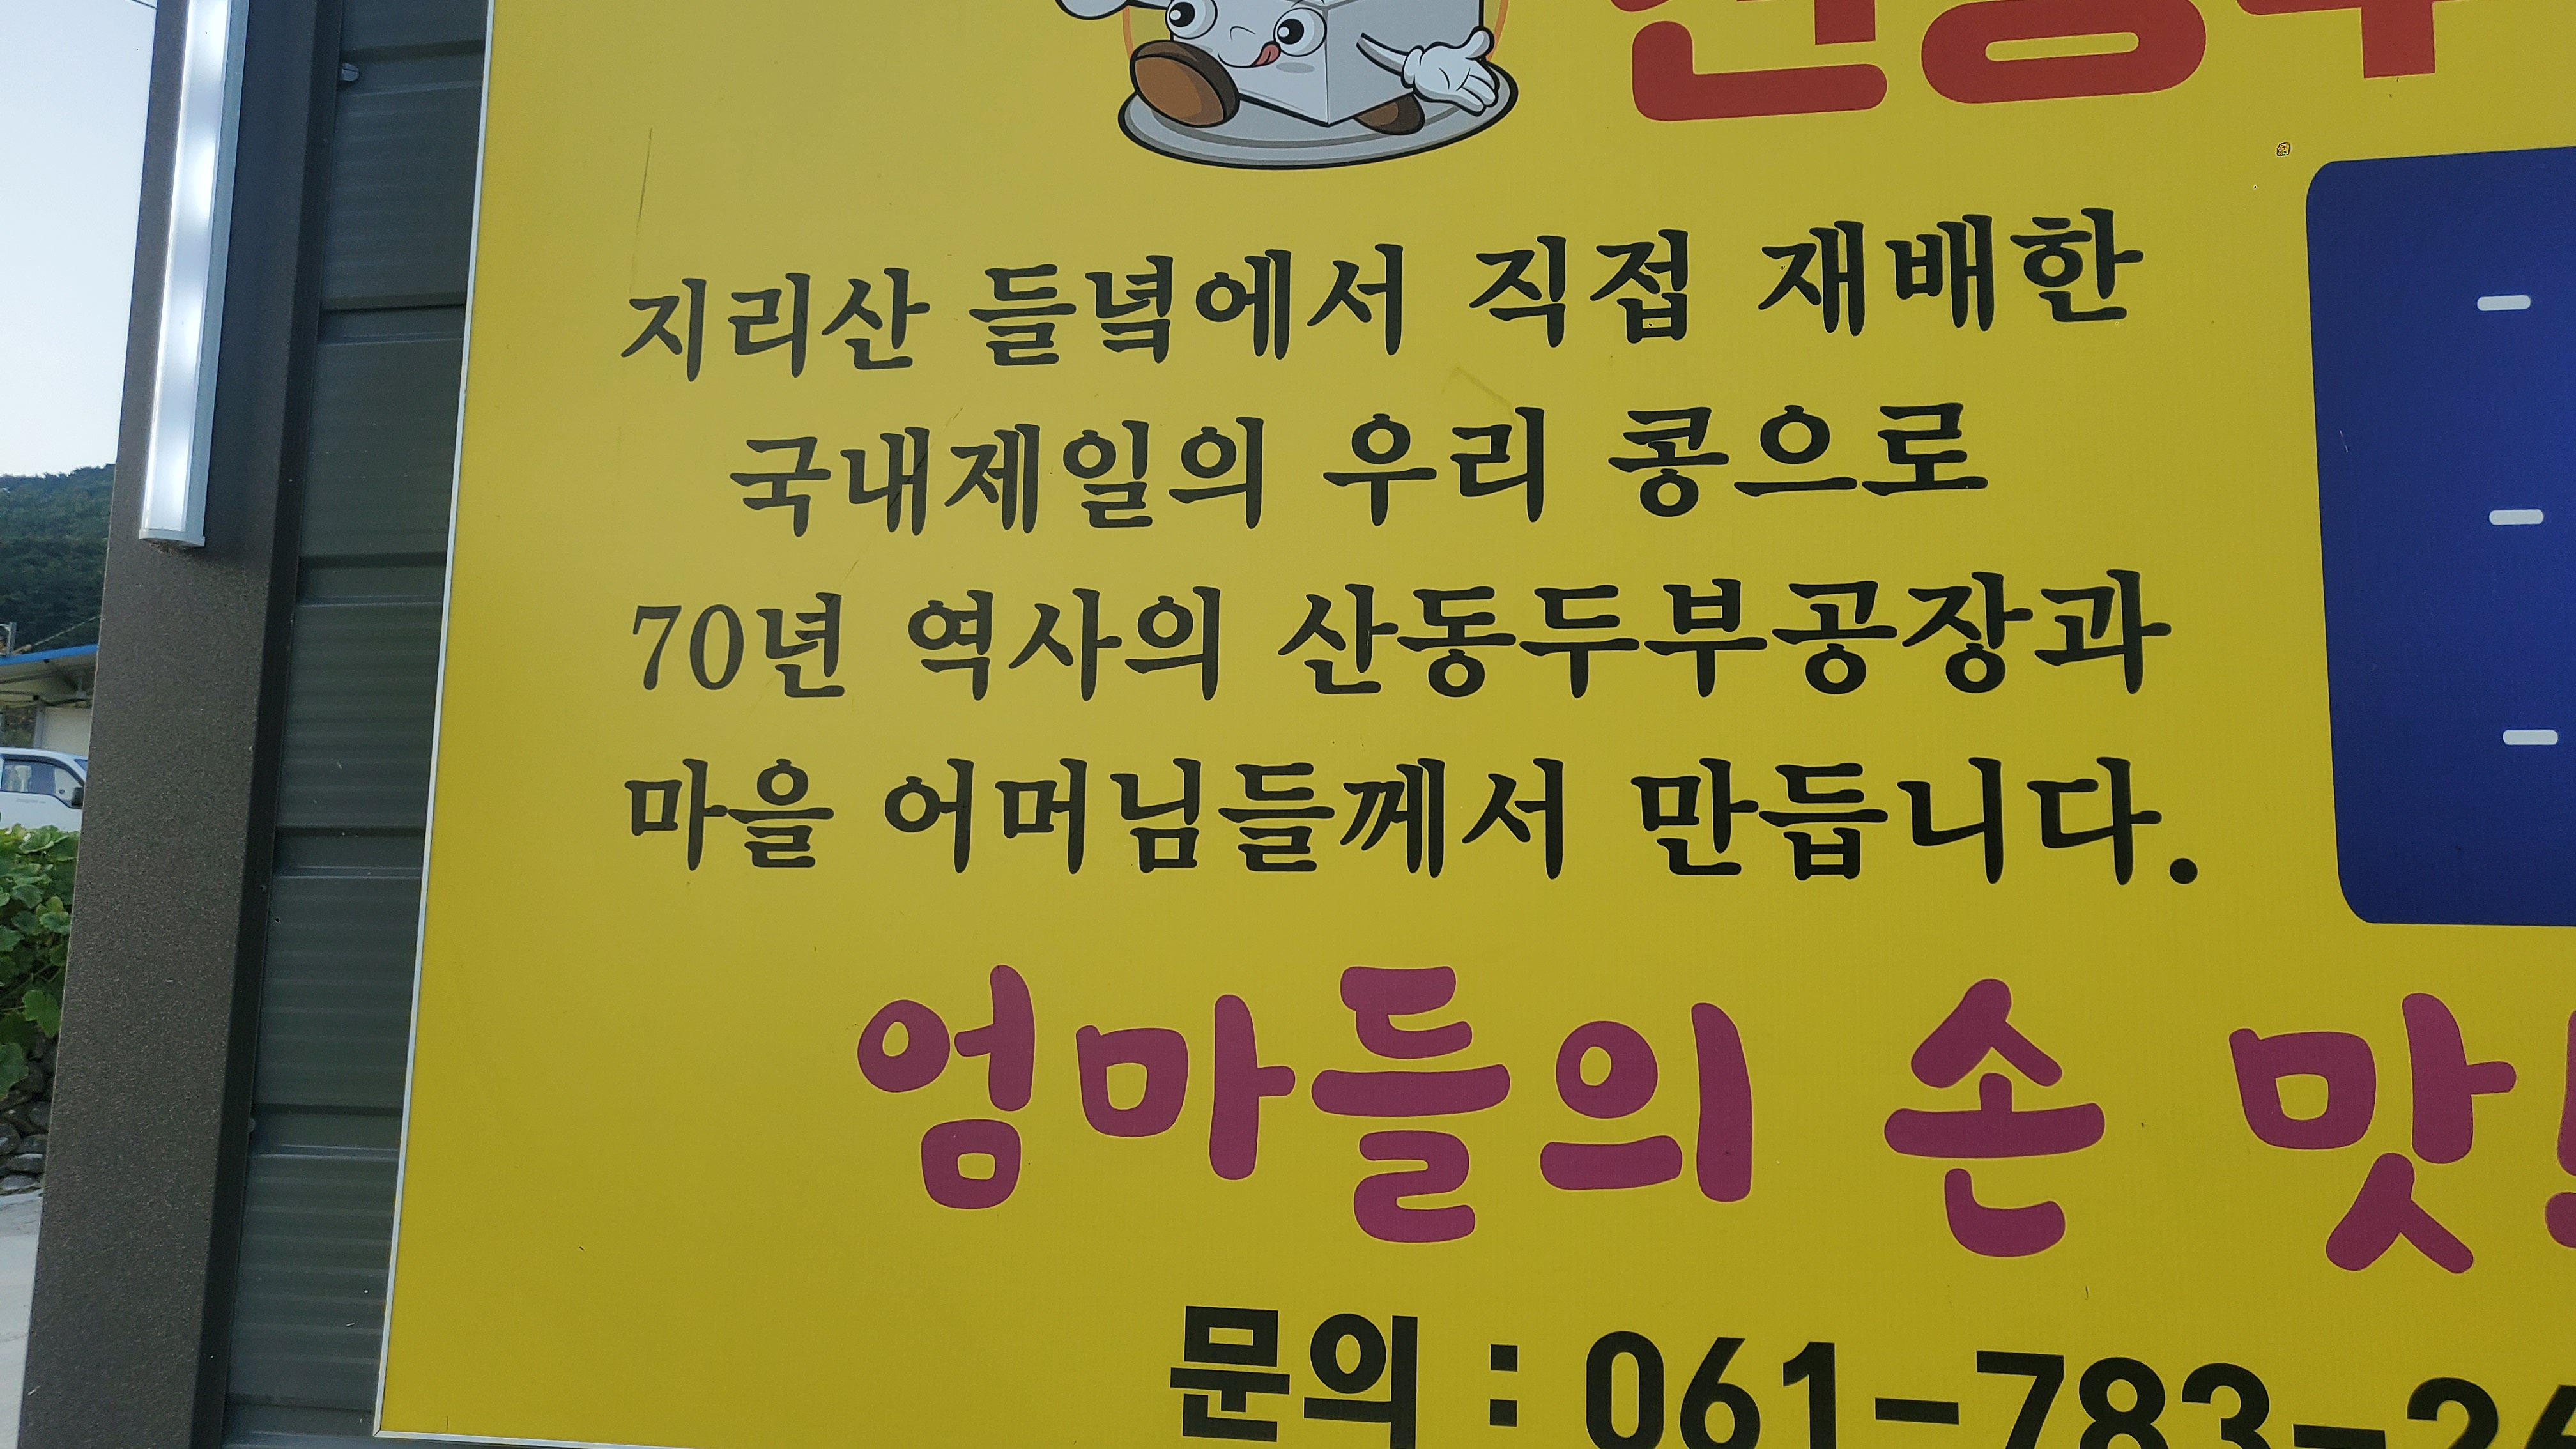 지리산 들녘에서 직접 재배한
국내제일의 우리 콩으로
70년 역사의 산동두부공장과
마을 어머님들께서 만듭니다.
엄마들의 손 맛!
문의 : 061-783-26